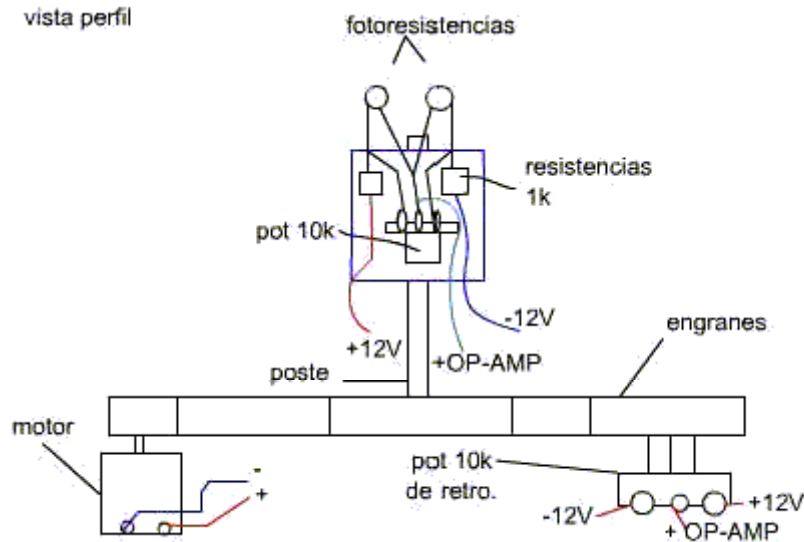 vista perfil
fotoresistencias
resistencias
1k
pot 10k
-12V
+12V
+OP-AMP
engranes
poste
motor
-
+
pot 10k
de retro.
-12V
+12V
+ OP-AMP